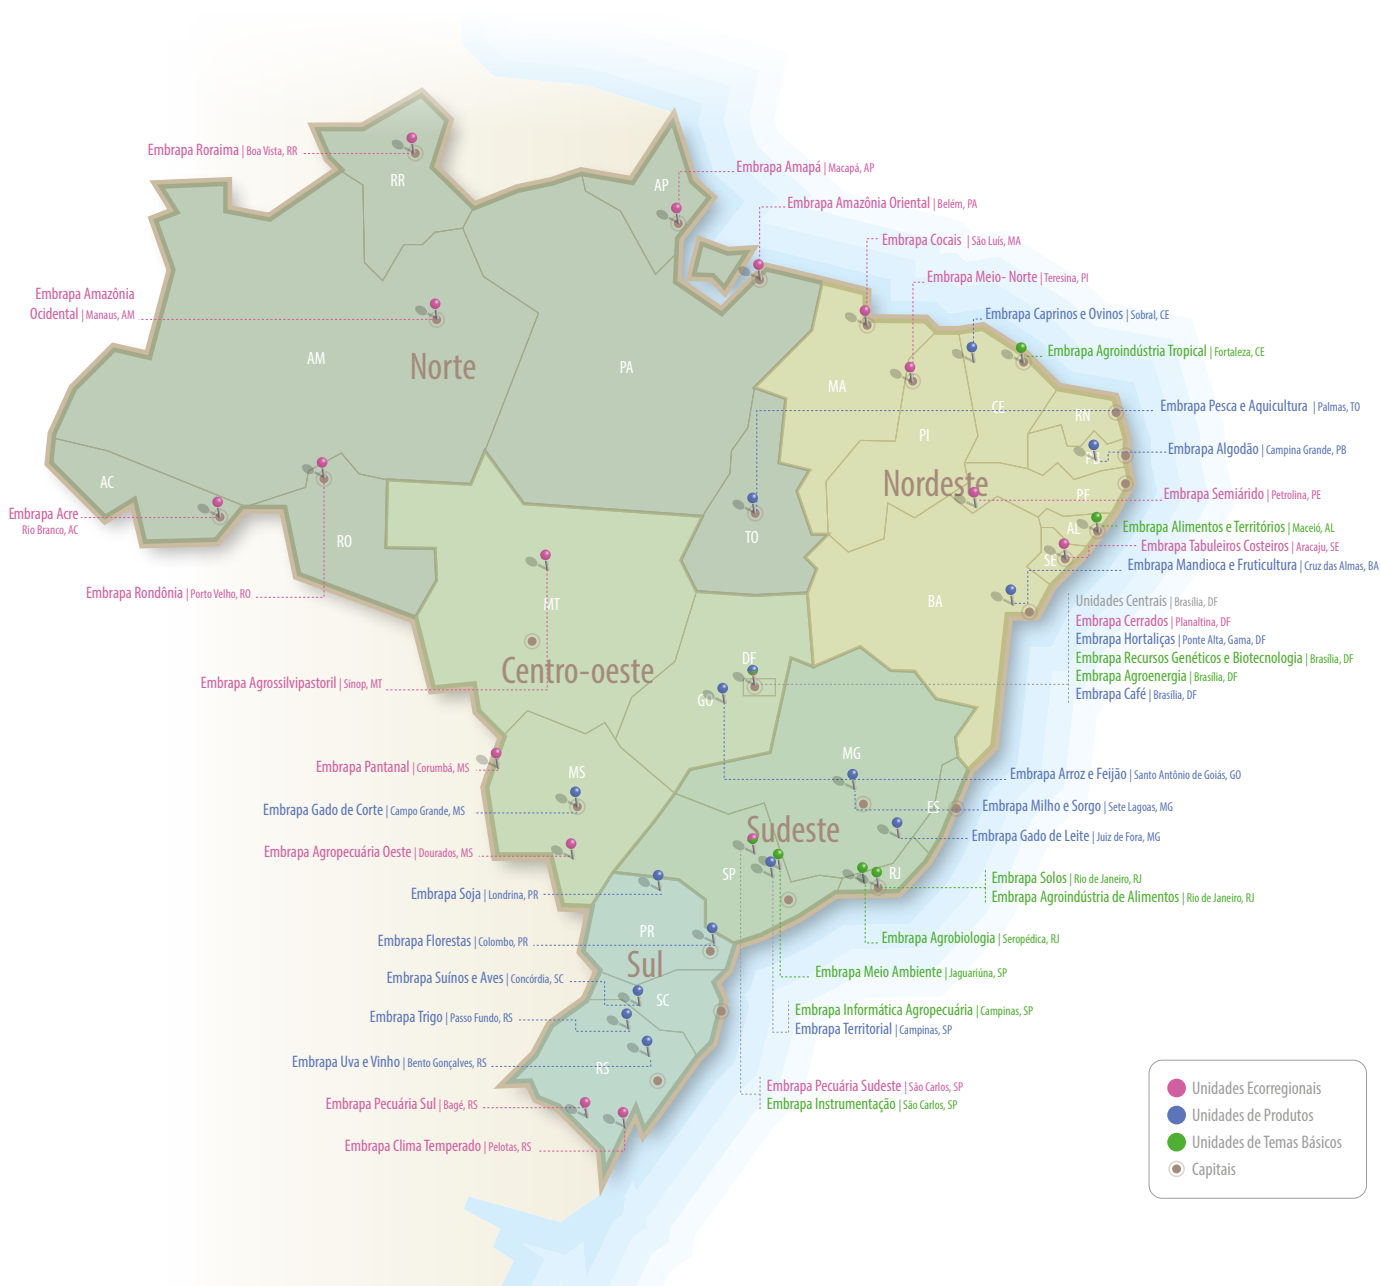 Embrapa Roraima | Boa Vista, RR
RR
AP
Embrapa Amapá | Macapá, AP
Embrapa Amazônia Oriental | Belém, PA
Embrapa Cocais | São Luís, MA
Embrapa Meio- Norte | Teresina, PI
Embrapa Amazônia
Ocidental | Manaus, AM
Embrapa Caprinos e Ovinos | Sobral, CE
Embrapa Agroindústria Tropical | Fortaleza, CE
AM
Norte
PA
MA
CE
RN
PI
Embrapa Pesca e Aquicultura | Palmas, TO
Embrapa Algodão | Campina Grande, PB
PB
Nordeste
PE
Embrapa Semiárido | Petrolina, PE
AC
Embrapa Acre
Rio Branco, AC
RO
TO
AL
Embrapa Alimentos e Territórios | Maceió, AL
Embrapa Tabuleiros Costeiros | Aracaju, SE
SE
Embrapa Mandioca e Fruticultura | Cruz das Almas, BA
Embrapa Rondônia | Porto Velho, RO
MT
BA
Unidades Centrais | Brasília, DF
Embrapa Cerrados | Planaltina, DF
Embrapa Hortaliças | Ponte Alta, Gama, DF
Embrapa Recursos Genéticos e Biotecnologia | Brasília, DF
Embrapa Agroenergia | Brasília, DF
Embrapa Café | Brasília, DF
Centro-oeste
DF
GO
Embrapa Agrossilvipastoril | Sinop, MT
Embrapa Pantanal | Corumbá, MS
MS
MG
Embrapa Arroz e Feijão | Santo Antônio de Goiás, GO
Embrapa Gado de Corte | Campo Grande, MS
ES
Embrapa Milho e Sorgo | Sete Lagoas, MG
Sudeste
Embrapa Gado de Leite | Juiz de Fora, MG
Embrapa Agropecuária Oeste | Dourados, MS
SP
RJ
Embrapa Solos | Rio de Janeiro, RJ
Embrapa Agroindústria de Alimentos | Rio de Janeiro, RJ
Embrapa Soja | Londrina, PR
PR
Embrapa Florestas | Colombo, PR
Embrapa Agrobiologia | Seropédica, RJ
Sul
Embrapa Meio Ambiente | Jaguariúna, SP
Embrapa Suínos e Aves | Concórdia, SC
SC
Embrapa Informática Agropecuária | Campinas, SP
Embrapa Territorial | Campinas, SP
Embrapa Trigo | Passo Fundo, RS
Embrapa Uva e Vinho | Bento Gonçalves, RS
RS
Embrapa Pecuária Sudeste | São Carlos, SP
Embrapa Instrumentação | São Carlos, SP
Embrapa Pecuária Sul | Bagé, RS
Embrapa Clima Temperado | Pelotas, RS
Unidades Ecorregionais
Unidades de Produtos
Unidades de Temas Básicos
Capitais